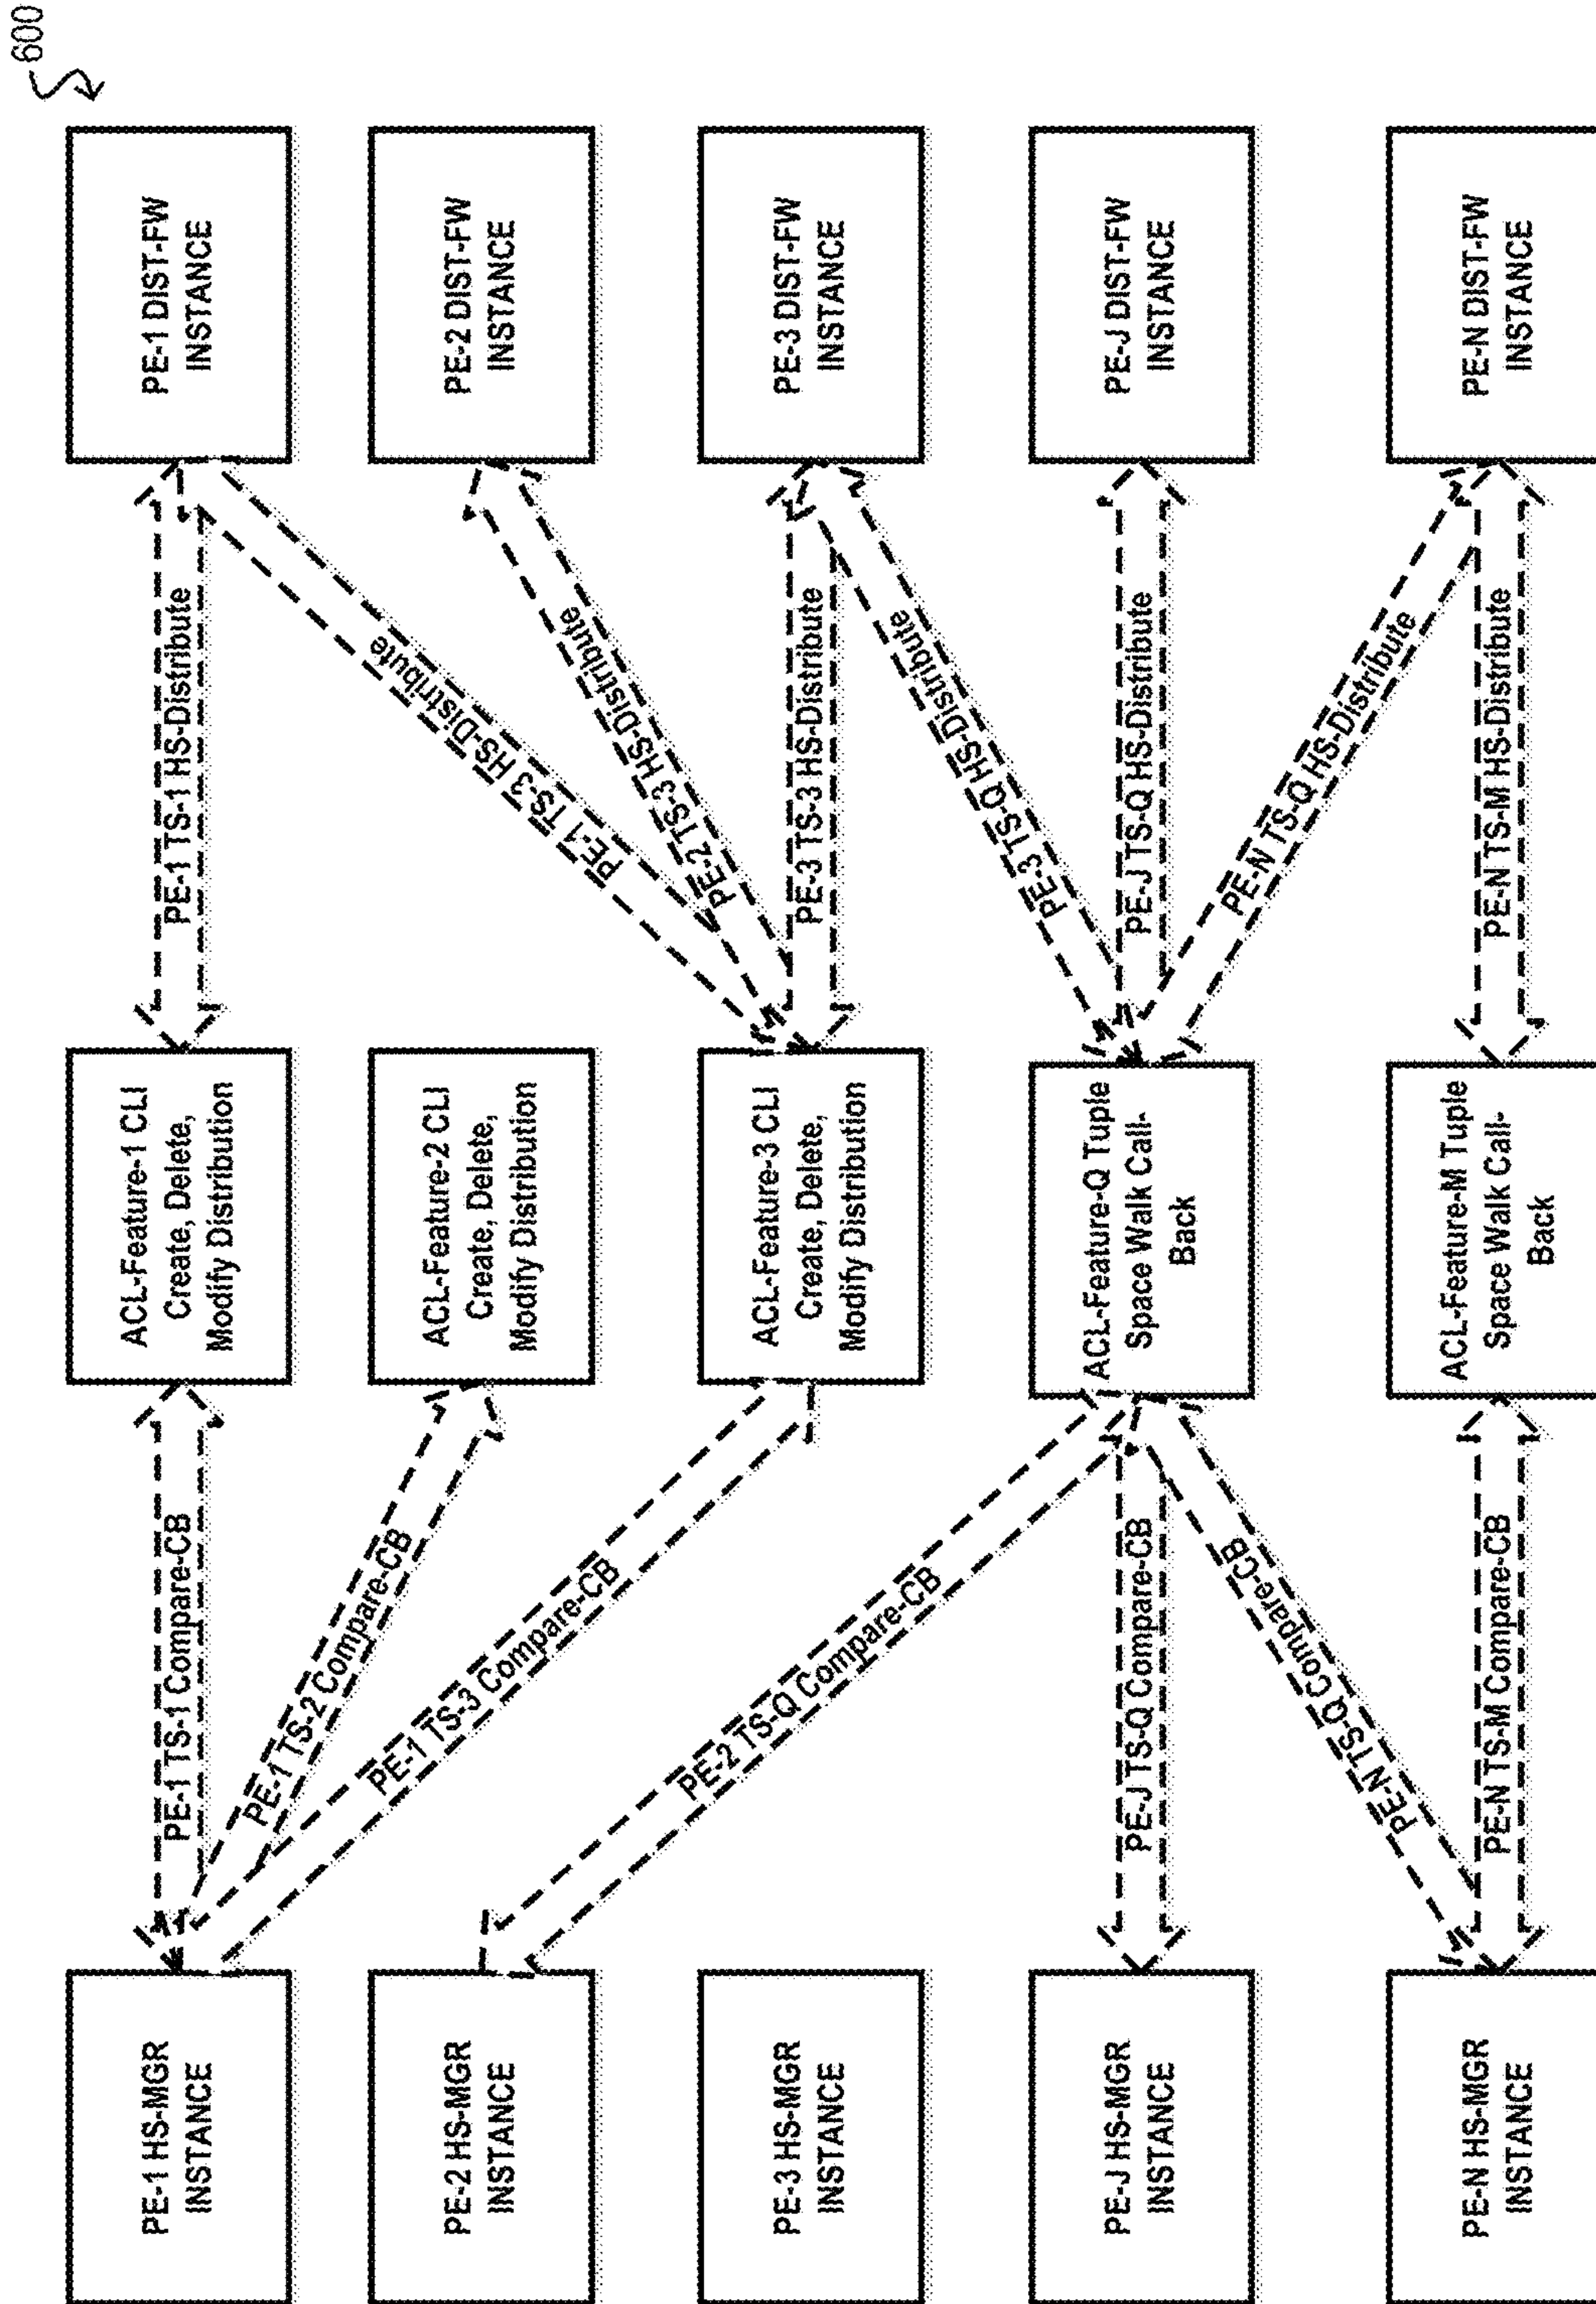 600
PE-1 HS-MGR
INSTANCE
PE-1 TS-1 Compare-CB
ACL-Feature-1 CLI
Create, Delete,
Modify Distribution
PE-1 TS-1 HS-Distribute
PE-1 DIST-FW
INSTANCE
PE-1 TS-2 Compare-CB
PE-1 TS-3 HS-Distribute
PE-2 HS-MGR
INSTANCE
PE-1 TS-3 Compare-CB
ACL-Feature-2 CLI
Create, Delete,
Modify Distribution
PE-2 TS-3 HS-Distribute
PE-2 DIST-FW
INSTANCE
PE-3 HS-MGR
INSTANCE
PE-2 TS-Q Compare-CB
ACL-Feature-3 CLI
Create, Delete,
Modify Distribution
PE-3 TS-3 HS-Distribute
PE-3 DIST-FW
INSTANCE
PE-3 TS-Q HS-Distribute
PE-J HS-MGR
INSTANCE
PE-J TS-Q Compare-CB
ACL-Feature-Q Tuple
Space Walk Call-
Back
PE-J TS-Q HS-Distribute
PE-J DIST-FW
INSTANCE
PE-N TS-Q Compare-CB
PE-N TS-Q HS-Distribute
PE-N HS-MGR
INSTANCE
PE-N TS-M Compare-CB
ACL-Feature-M Tuple
Space Walk Call-
Back
PE-N TS-M HS-Distribute
PE-N DIST-FW
INSTANCE